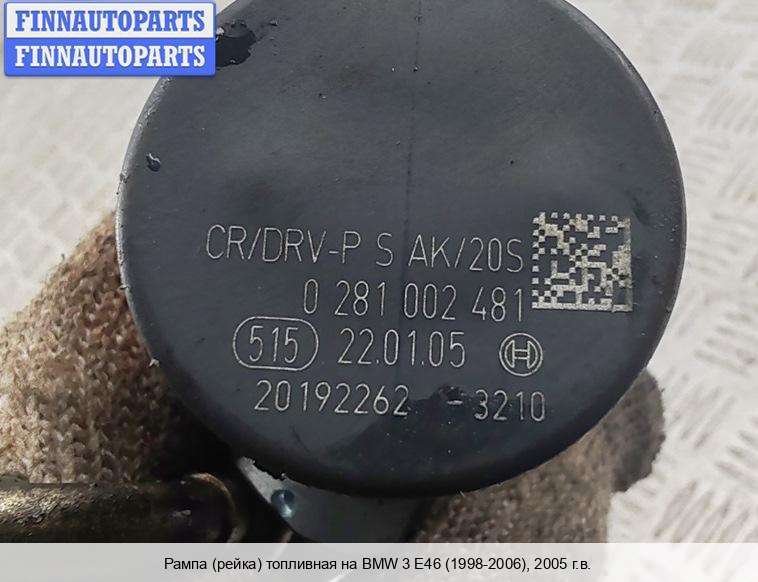 FINNAUTOPARTS
FINNAUTOPARTS
CR/DRV-P S AK/20S
0 281 002 481
515 22.01.05
20192262 -3210
Рампа (рейка) топливная на BMW 3 E46 (1998-2006), 2005 г.в.